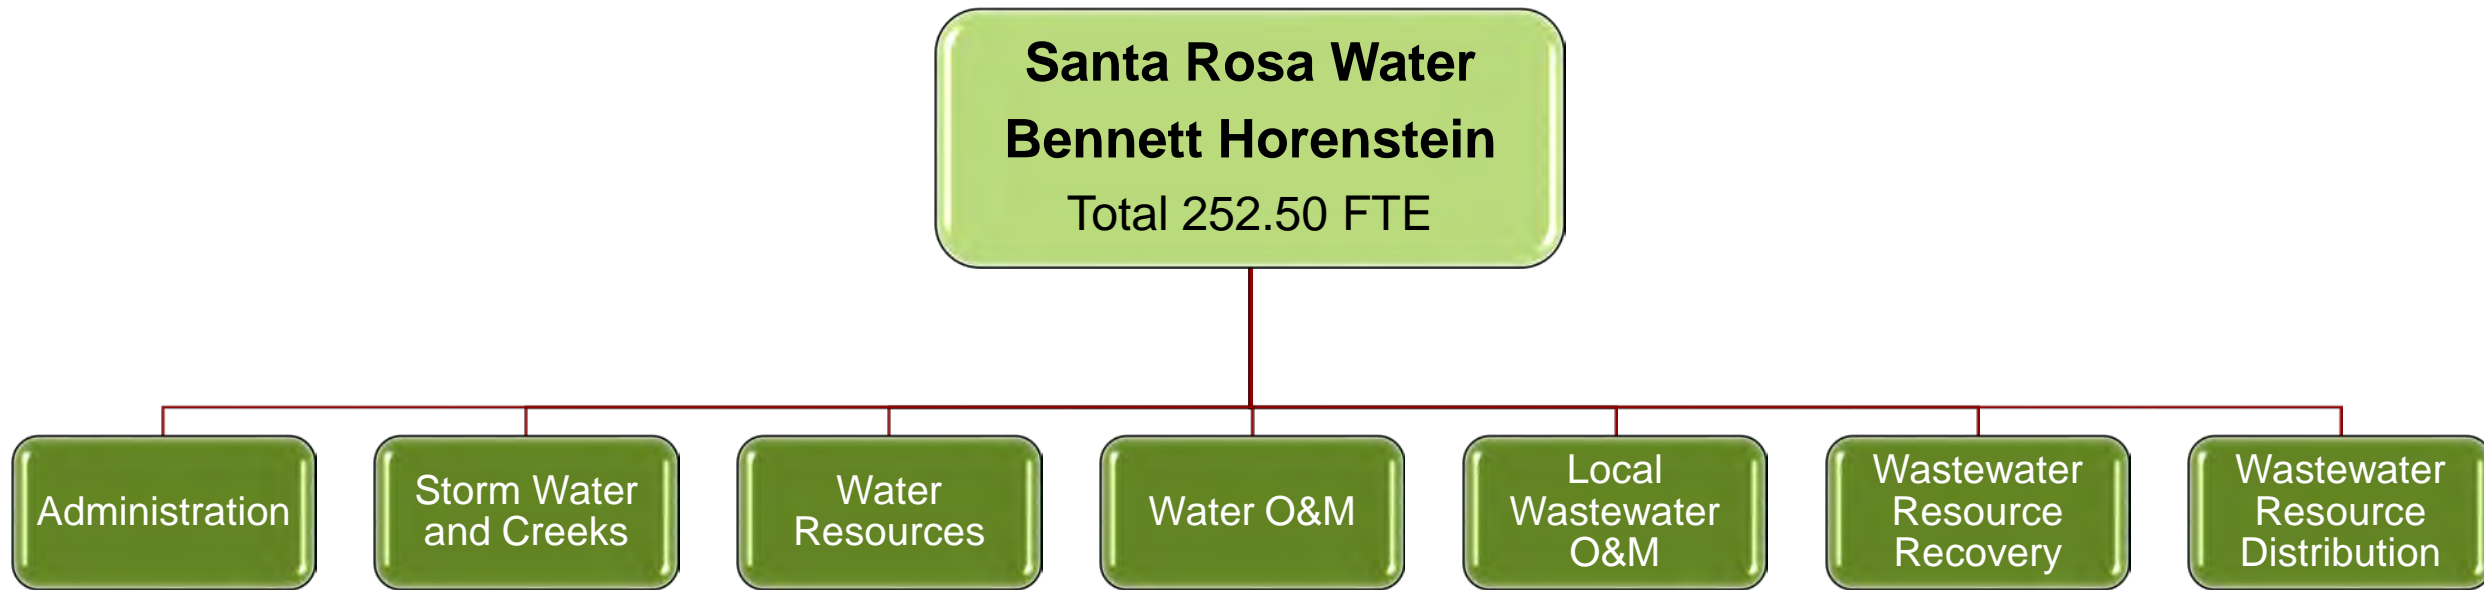 Santa Rosa Water
Bennett Horenstein
Total 252.50 FTE
Administration
Storm Water
and Creeks
Water
Resources
Water O&M
Local
Wastewater
O&M
Wastewater
Resource
Recovery
Wastewater
Resource
Distribution